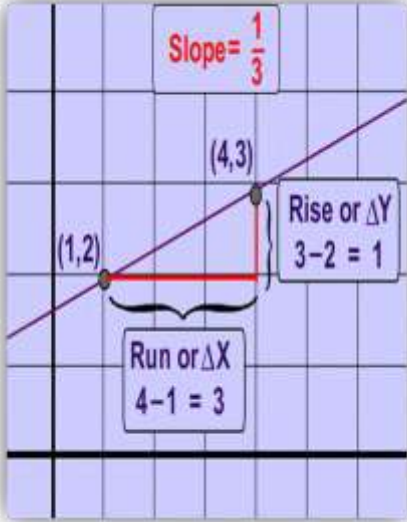 Slope= 1/3
(4,3)
Rise or ΔY
3-2 = 1
(1,2)
Run or ΔX
4-1 = 3